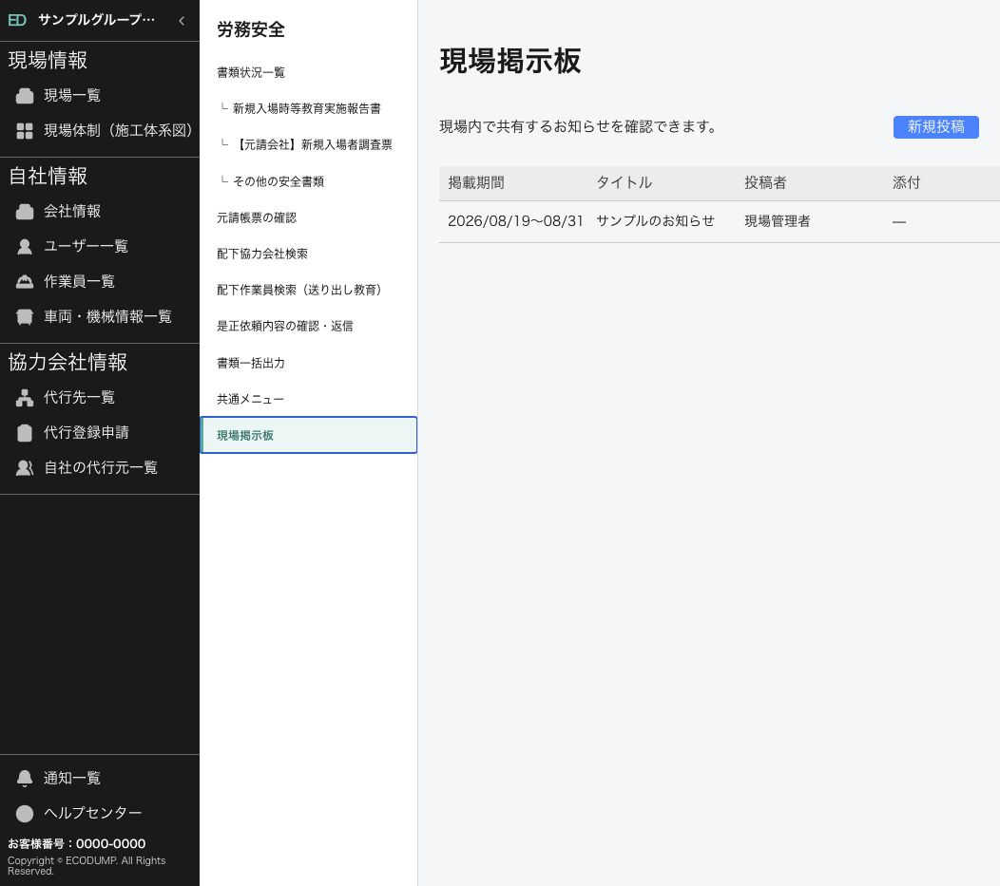 ED サンプルグループ…
現場情報
現場一覧
現場体制（施工体系図）
自社情報
会社情報
ユーザー一覧
作業員一覧
車両・機械情報一覧
協力会社情報
代行先一覧
代行登録申請
自社の代行元一覧
通知一覧
ヘルプセンター
お客様番号：0000-0000
Copyright © ECODUMP. All Rights
Reserved.
労務安全
書類状況一覧
└ 新規入場時等教育実施報告書
└ 【元請会社】新規入場者調査票
└ その他の安全書類
元請帳票の確認
配下協力会社検索
配下作業員検索（送り出し教育）
是正依頼内容の確認・返信
書類一括出力
共通メニュー
現場掲示板
現場掲示板
現場内で共有するお知らせを確認できます。 新規投稿
掲載期間 タイトル 投稿者 添付
2026/08/19〜08/31 サンプルのお知らせ 現場管理者 —